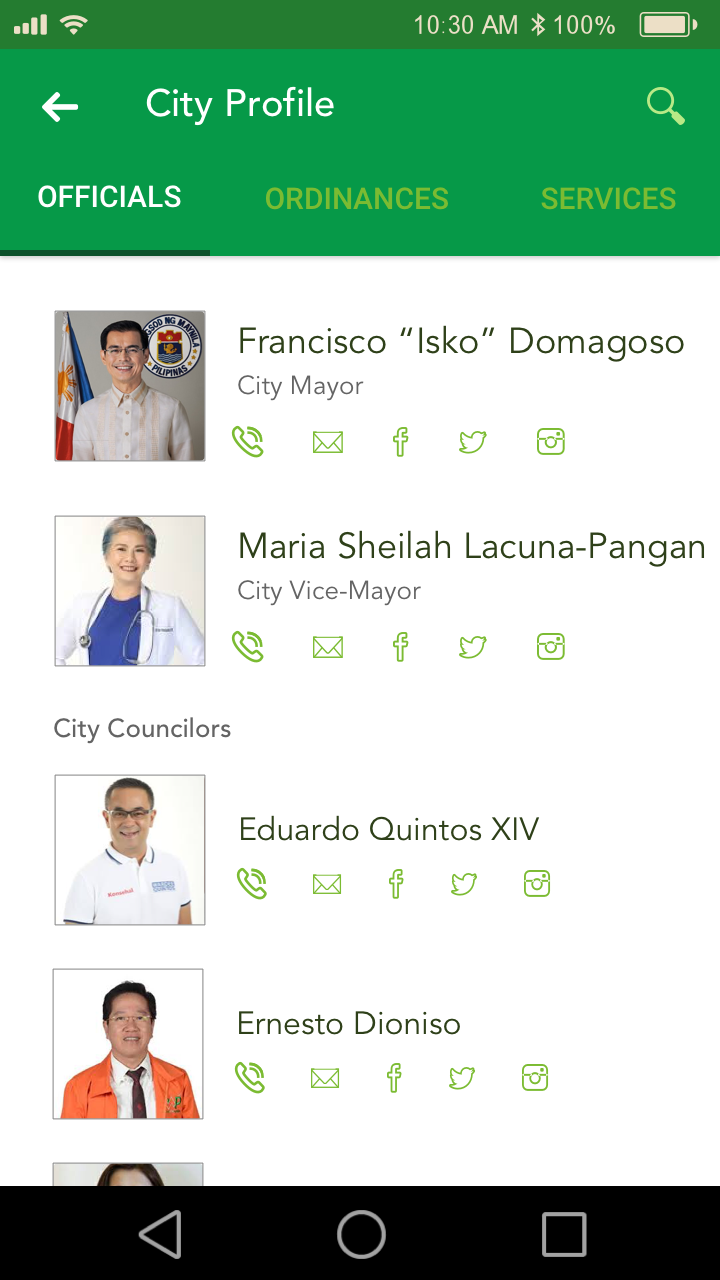 10:30 AM 100%
City Profile
OFFICIALS ORDINANCES SERVICES
Francisco “Isko” Domagoso
City Mayor
Maria Sheilah Lacuna-Pangan
City Vice-Mayor
City Councilors
Eduardo Quintos XIV
Ernesto Dioniso